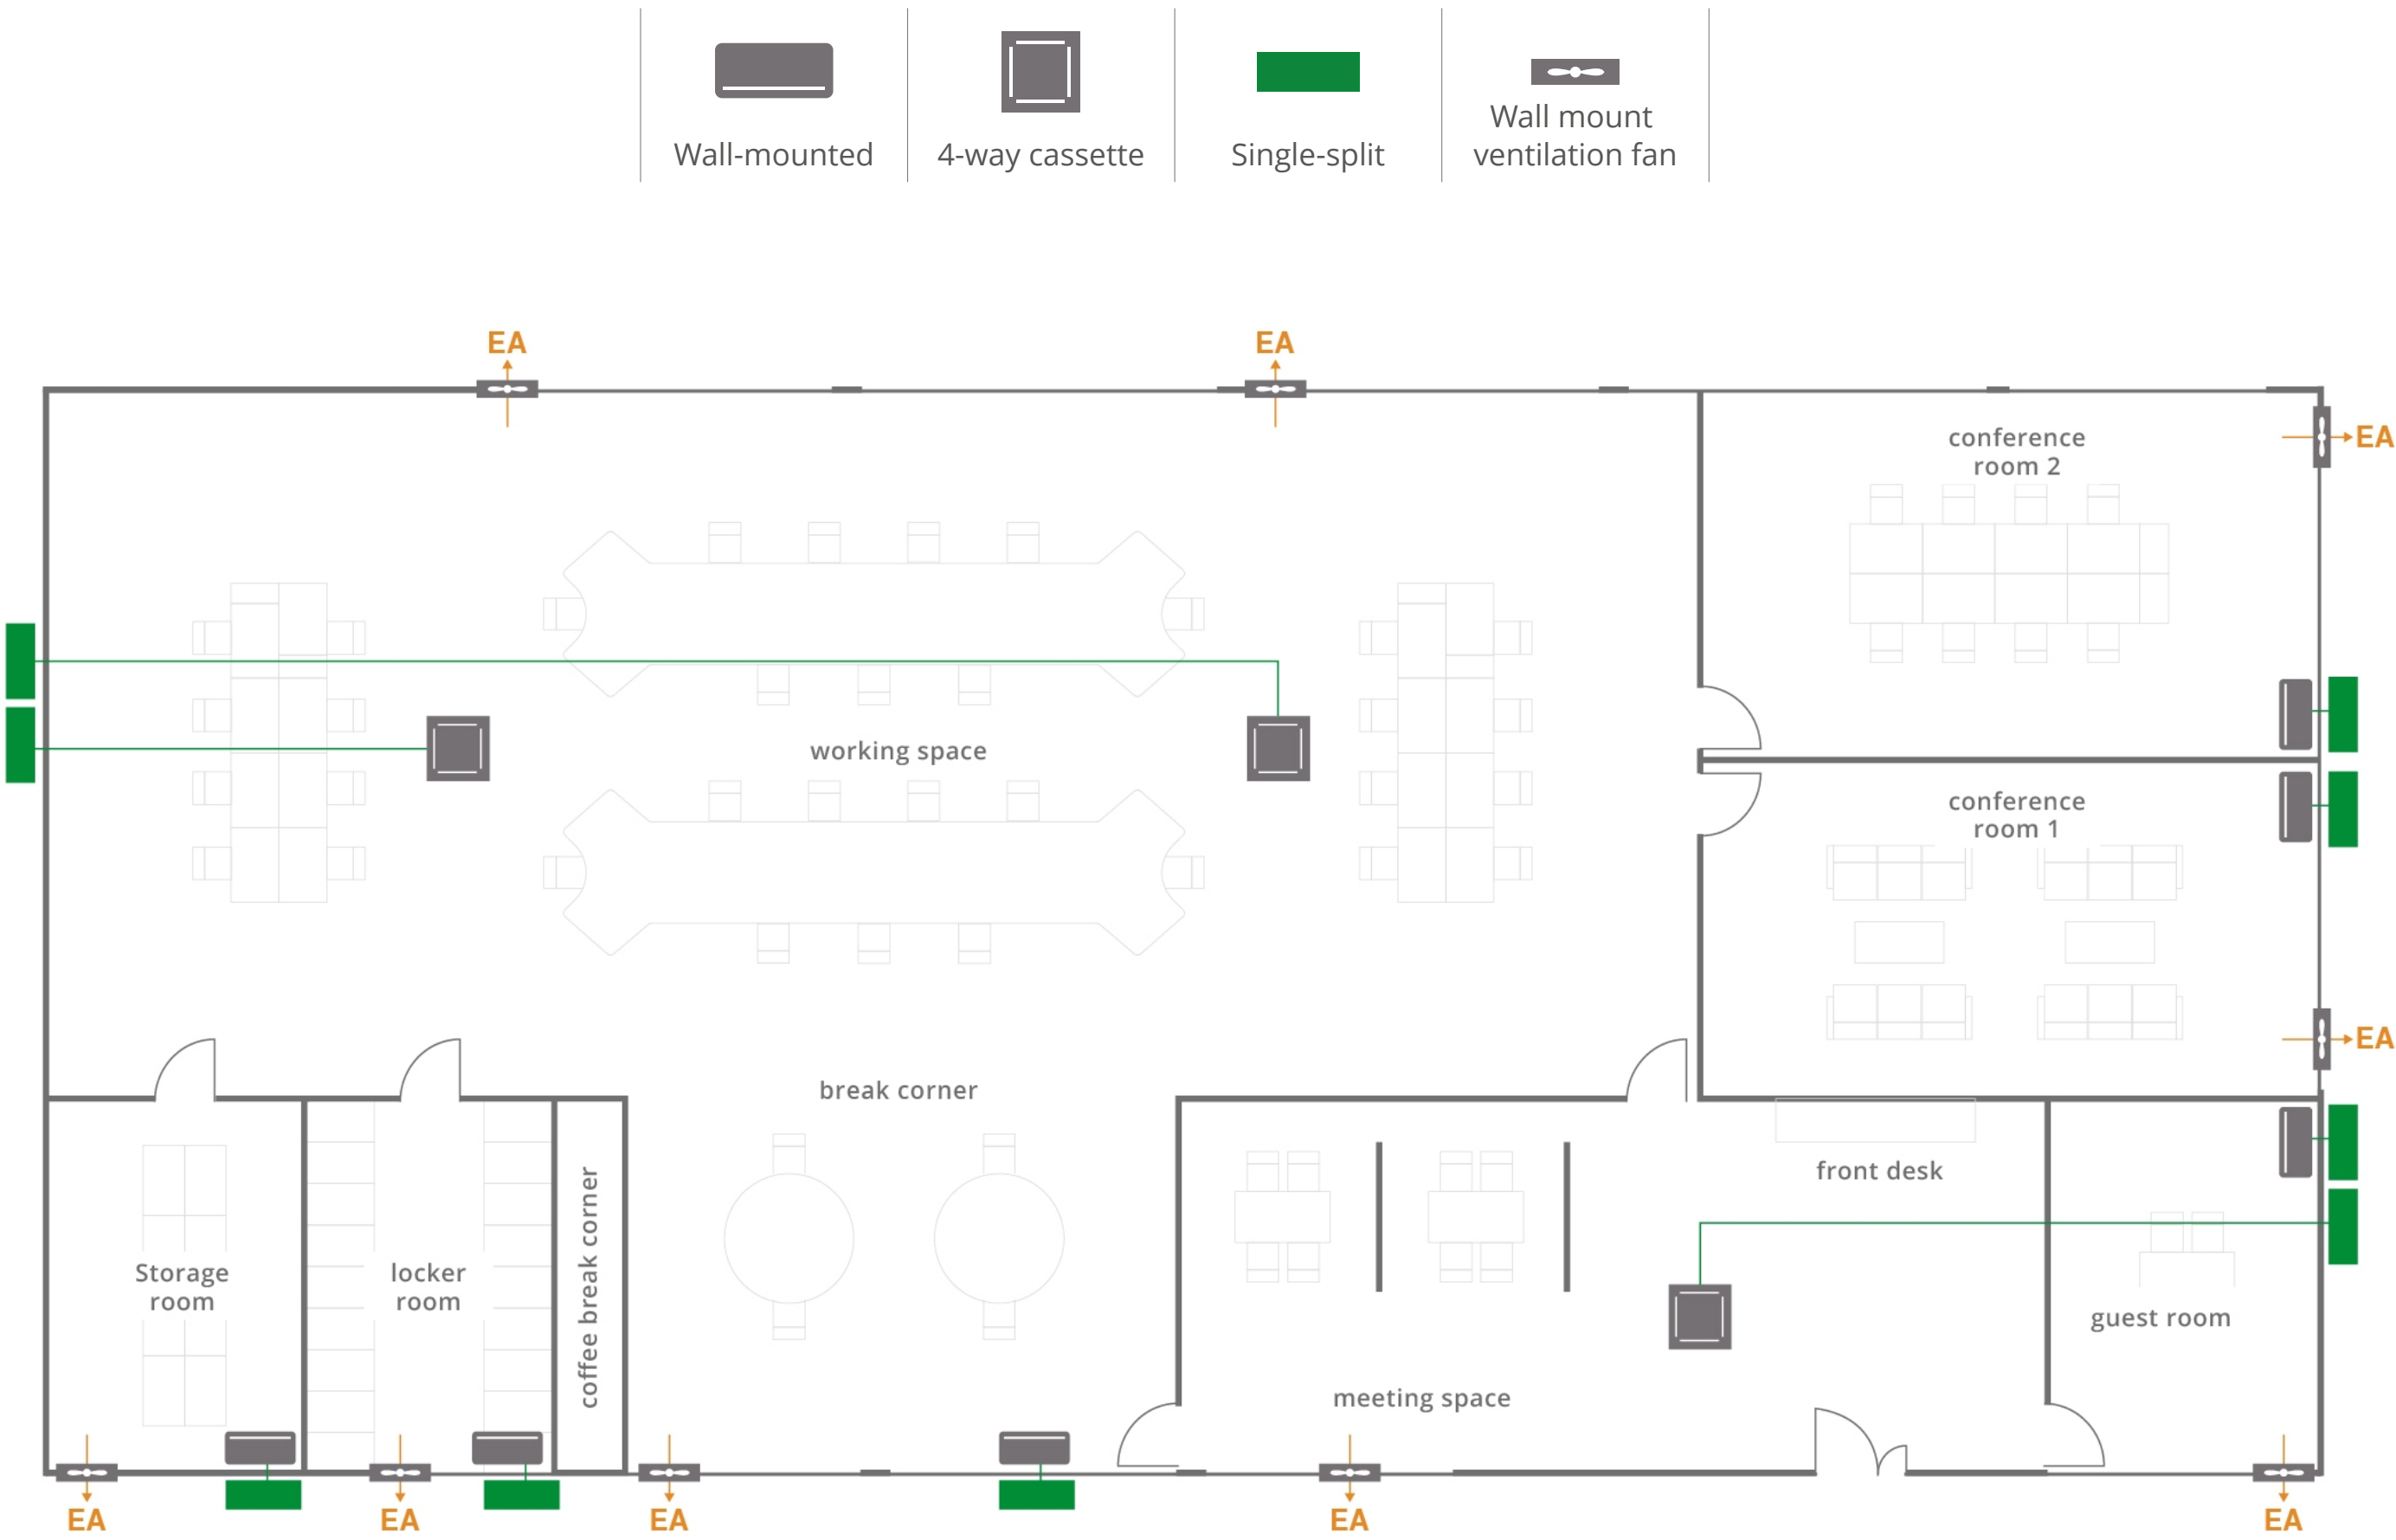 Wall-mounted
4-way cassette
Single-split
Wall mount
ventilation fan
EA
EA
conference
room 2
EA
working space
conference
room 1
EA
break corner
front desk
coffee break corner
Storage
room
locker
room
guest room
meeting space
EA
EA
EA
EA
EA